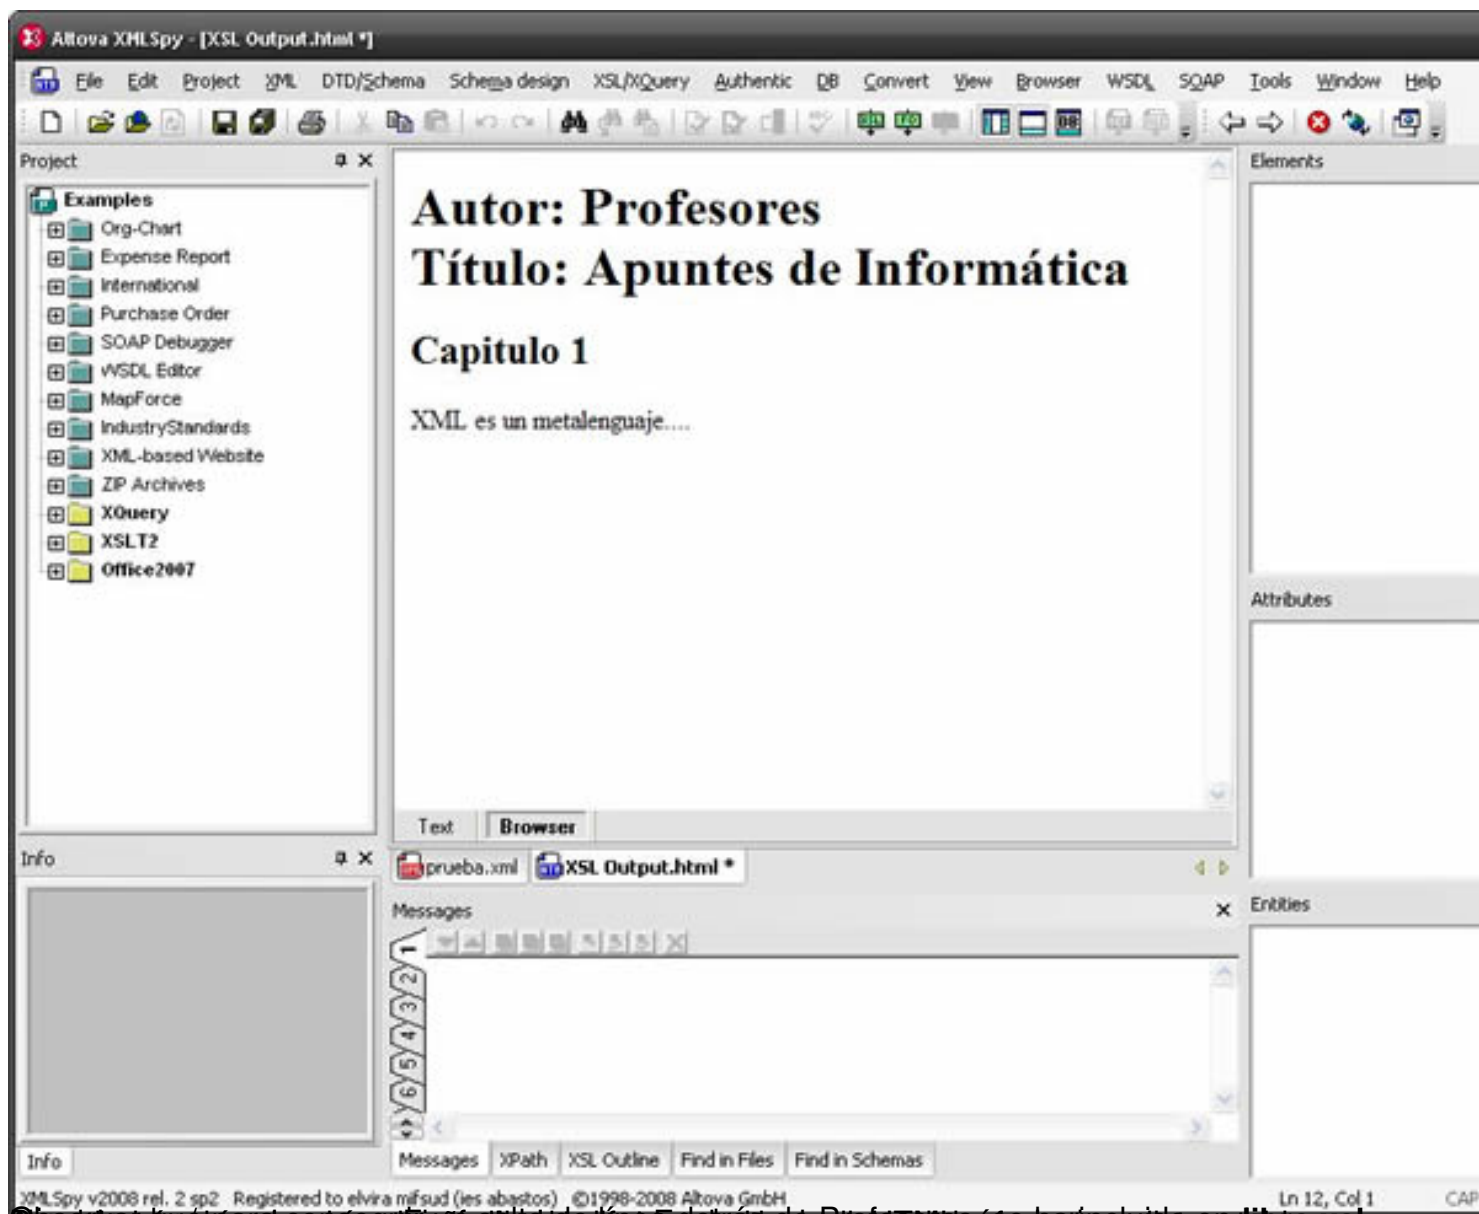 Altova XMLSpy - [XSL Output.html *]
File Edit Project XML DTD/Schema Schema design XSL/XQuery Authentic DB Convert View Browser WSDL SOAP Tools Window Help
Project
Examples
Org-Chart
Expense Report
International
Purchase Order
SOAP Debugger
WSDL Editor
MapForce
IndustryStandards
XML-based Website
ZIP Archives
XQuery
XSLT2
Office2007
Autor: Profesores
Título: Apuntes de Informática
Capitulo 1
XML es un metalenguaje....
Text Browser
prueba.xml XSL Output.html *
Elements
Attributes
Entities
Info
Messages
1
2
3
4
5
6
Info
Messages XPath XSL Outline Find in Files Find in Schemas
XMLSpy v2008 rel. 2 sp2 Registered to elvira mifsud (ies abastos) ©1998-2008 Altova GmbH Ln 12, Col 1 CAP